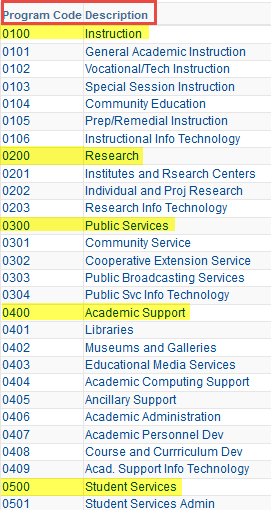 Program Code Description
0100 Instruction
0101 General Academic Instruction
0102 Vocational/Tech Instruction
0103 Special Session Instruction
0104 Community Education
0105 Prep/Remedial Instruction
0106 Instructional Info Technology
0200 Research
0201 Institutes and Rsearch Centers
0202 Individual and Proj Research
0203 Research Info Technology
0300 Public Services
0301 Community Service
0302 Cooperative Extension Service
0303 Public Broadcasting Services
0304 Public Svc Info Technology
0400 Academic Support
0401 Libraries
0402 Museums and Galleries
0403 Educational Media Services
0404 Academic Computing Support
0405 Ancillary Support
0406 Academic Administration
0407 Academic Personnel Dev
0408 Course and Currriculum Dev
0409 Acad. Support Info Technology
0500 Student Services
0501 Student Services Admin